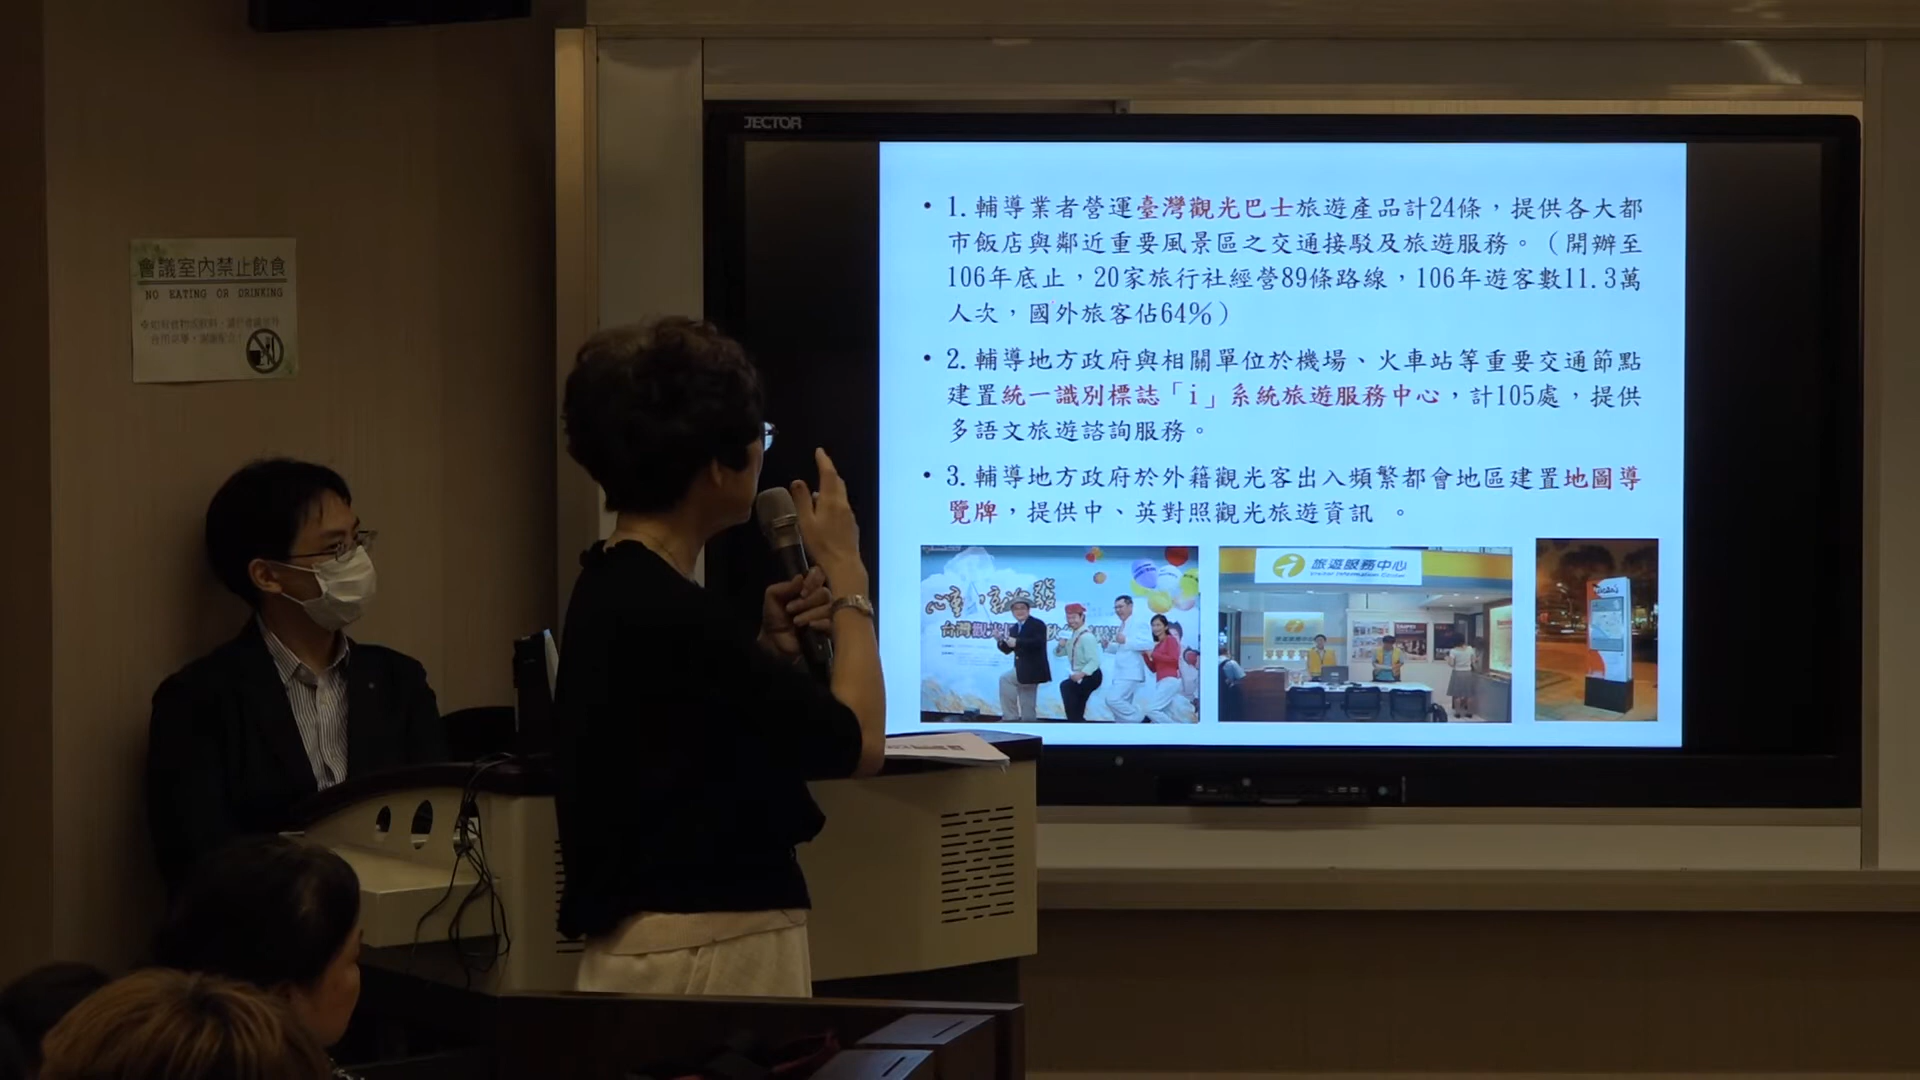 JECTOR
會議室內禁止飲食
NO EATING OR DRINKING
• 1.輔導業者營運臺灣觀光巴士旅遊產品計24條，提供各大都
市飯店與鄰近重要風景區之交通接駁及旅遊服務。（開辦至
106年底止，20家旅行社經營89條路線，106年遊客數11.3萬
人次，國外旅客佔64%）
• 2.輔導地方政府與相關單位於機場、火車站等重要交通節點
建置統一識別標誌「i」系統旅遊服務中心，計105處，提供
多語文旅遊諮詢服務。
• 3.輔導地方政府於外籍觀光客出入頻繁都會地區建置地圖導
覽牌，提供中、英對照觀光旅遊資訊 。
台灣觀光
旅遊服務中心
Visitor Information Center
旅遊服務中心